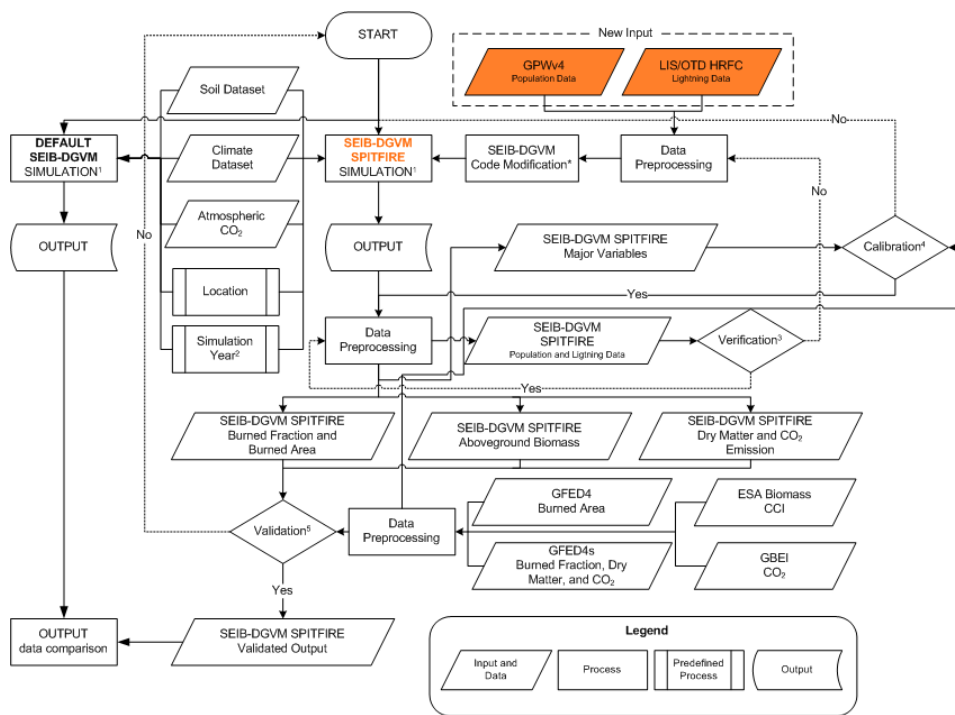 START
New Input
GPWv4
Population Data
LIS/OTD HRFC
Lightning Data
Soil Dataset
No
DEFAULT
SEIB-DGVM
SIMULATION¹
Climate
Dataset
SEIB-DGVM
SPITFIRE
SIMULATION¹
SEIB-DGVM
Code Modification*
Data
Preprocessing
No
No
Atmospheric
CO₂
OUTPUT
OUTPUT
SEIB-DGVM SPITFIRE
Major Variables
Calibration⁴
Location
Yes
Simulation
Year²
Data
Preprocessing
SEIB-DGVM
SPITFIRE
Population and Ligtning Data
Verification³
Yes
SEIB-DGVM SPITFIRE
Burned Fraction and
Burned Area
SEIB-DGVM SPITFIRE
Aboveground Biomass
SEIB-DGVM SPITFIRE
Dry Matter and CO₂
Emission
GFED4
Burned Area
ESA Biomass
CCI
Validation⁵
Data
Preprocessing
GFED4s
Burned Fraction, Dry
Matter, and CO₂
GBEI
CO₂
Yes
OUTPUT
data comparison
SEIB-DGVM SPITFIRE
Validated Output
Legend
Input and
Data
Process
Predefined
Process
Output